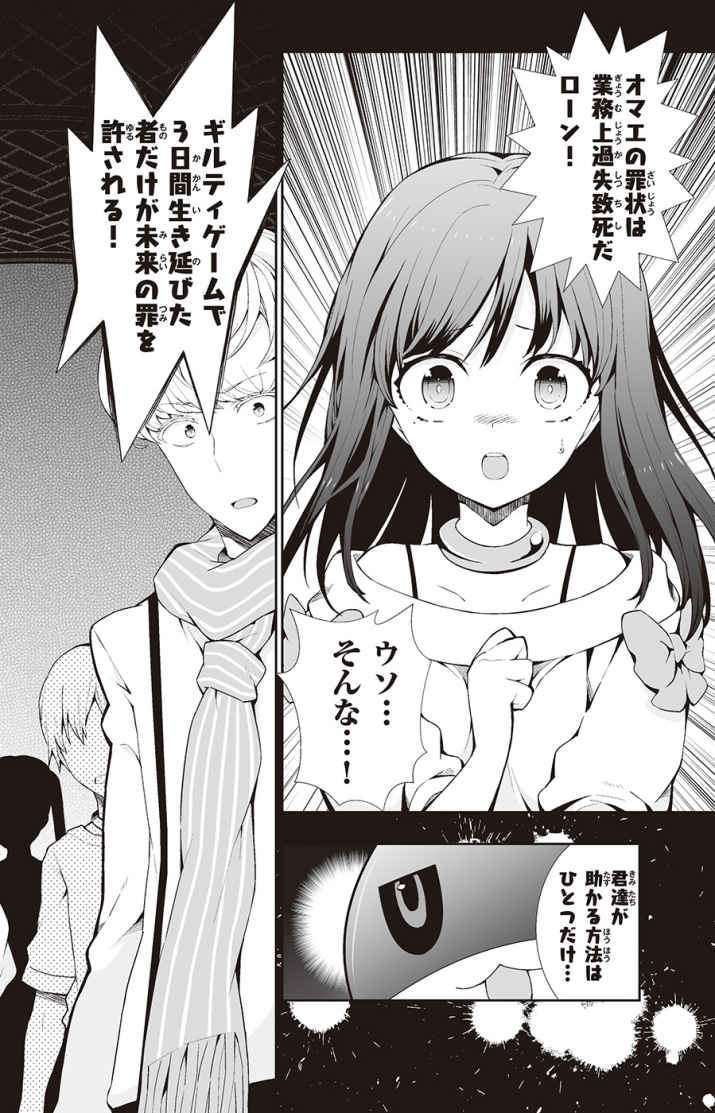 オマエの罪状は
業務上過失致死だ
ローン！
ウソ…
そんな…！
君達が
助かる方法は
ひとつだけ…
ギルティゲームで
3日間生き延びた
者だけが未来の罪を
許される！